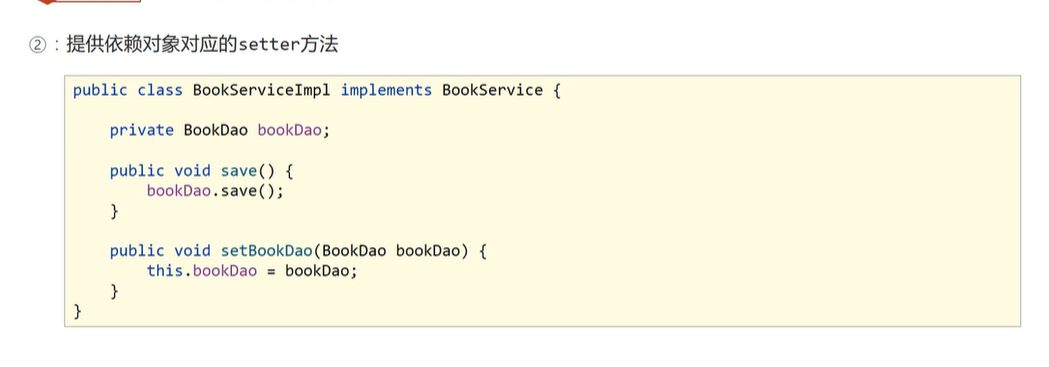 ②：提供依赖对象对应的setter方法
public class BookServiceImpl implements BookService {
    private BookDao bookDao;
    public void save() {
        bookDao.save();
    }
    public void setBookDao(BookDao bookDao) {
        this.bookDao = bookDao;
    }
}